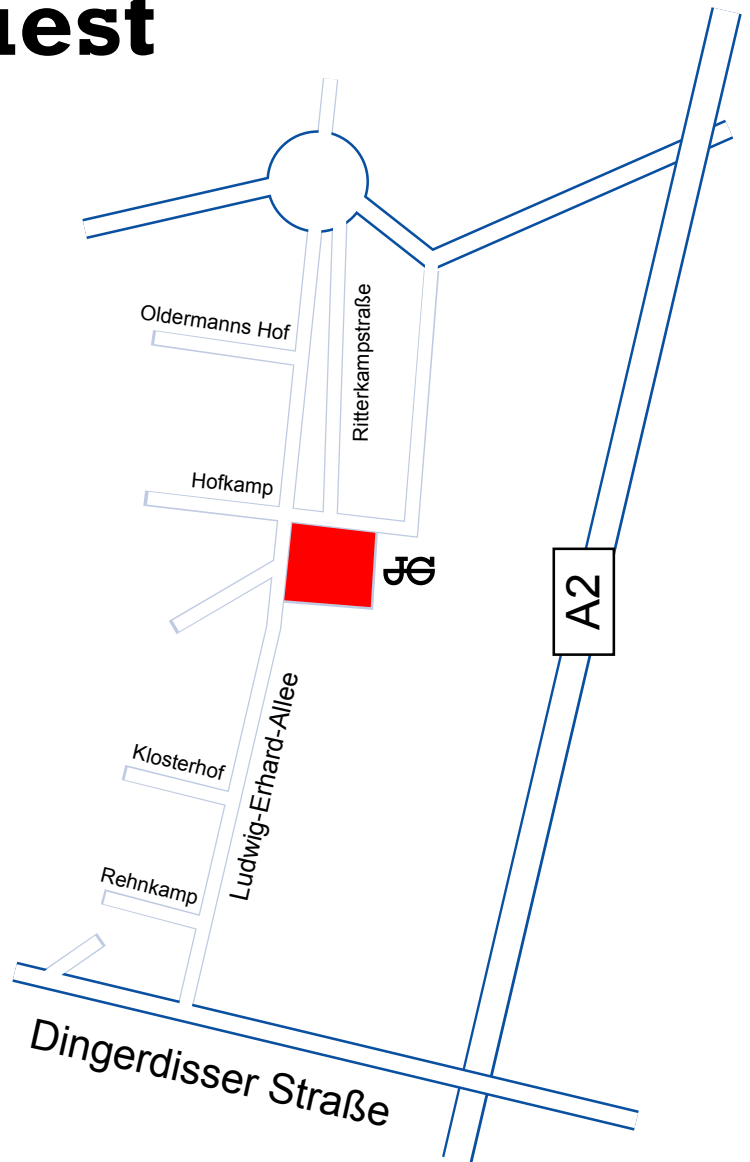 uest
Oldermanns Hof
Ritterkampstraße
Hofkamp
JG
A2
Ludwig-Erhard-Allee
Klosterhof
Rehnkamp
Dingerdisser Straße